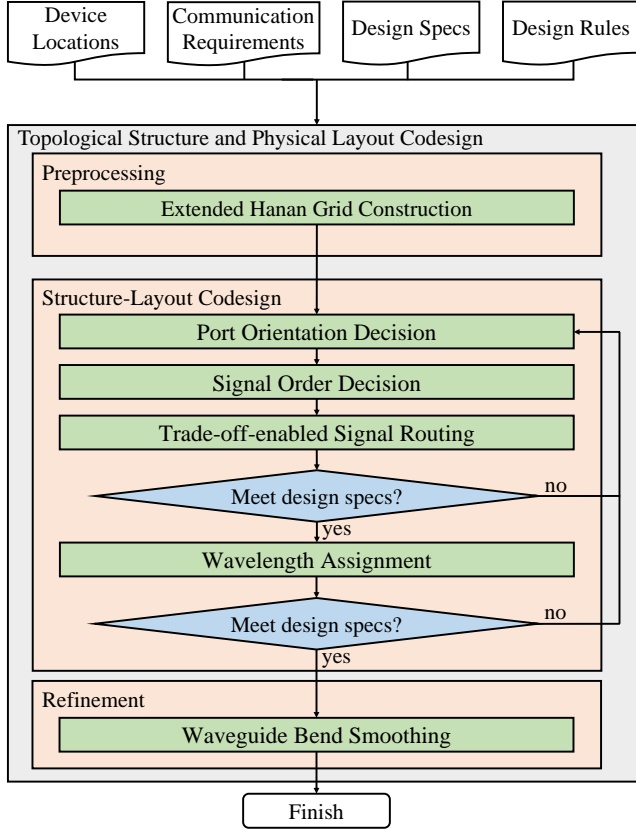 Device
Locations
Communication
Requirements
Design Specs
Design Rules
Topological Structure and Physical Layout Codesign
Preprocessing
Extended Hanan Grid Construction
Structure-Layout Codesign
Port Orientation Decision
Signal Order Decision
Trade-off-enabled Signal Routing
Meet design specs?
no
yes
Wavelength Assignment
Meet design specs?
no
yes
Refinement
Waveguide Bend Smoothing
Finish